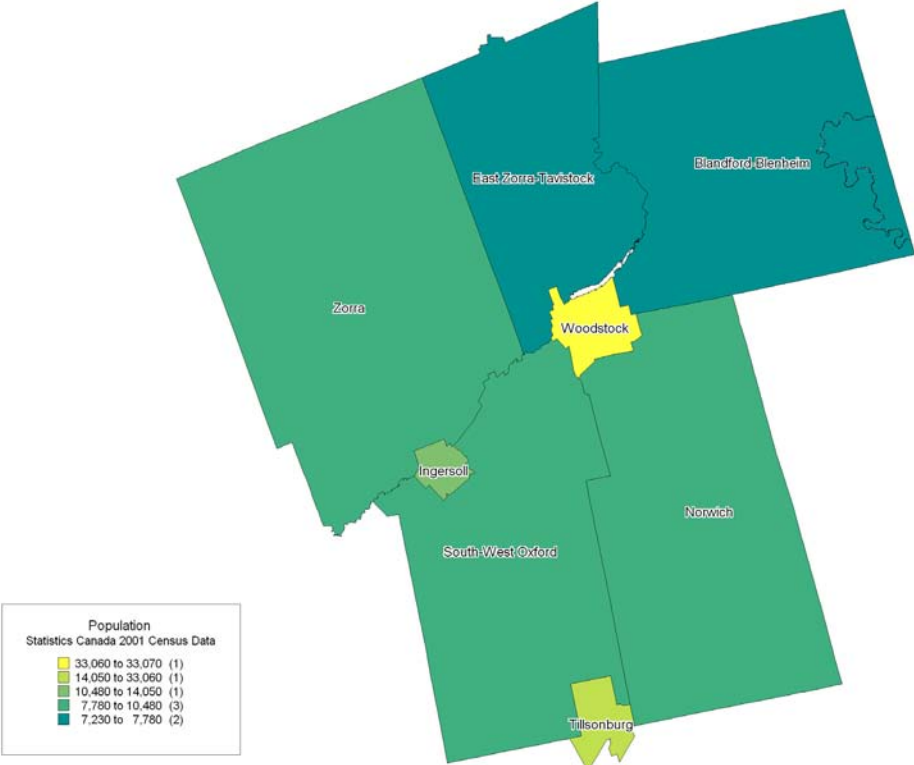 East Zorra-Tavistock
Blandford-Blenheim
Zorra
Woodstock
Ingersoll
Norwich
South-West Oxford
Tillsonburg
Population
Statistics Canada 2001 Census Data
33,060 to 33,070 (1)
14,050 to 33,060 (1)
10,480 to 14,050 (1)
7,780 to 10,480 (3)
7,230 to 7,780 (2)